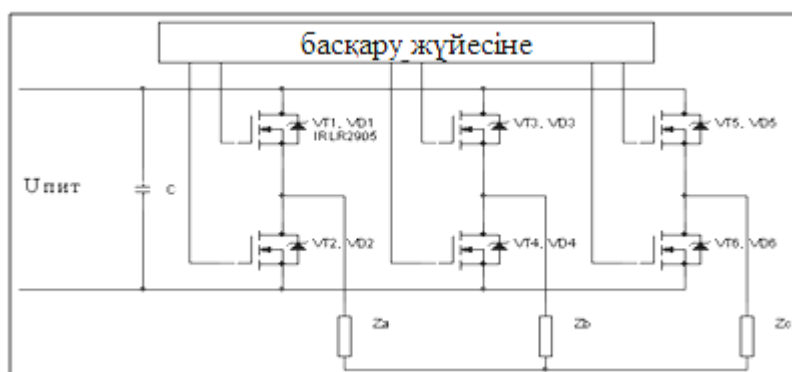 басқару жүйесіне
VT1, VD1
IRLR2905
VT3, VD3
VT5, VD5
Uпит
C
VT2, VD2
VT4, VD4
VT6, VD6
Za
Zb
Zc